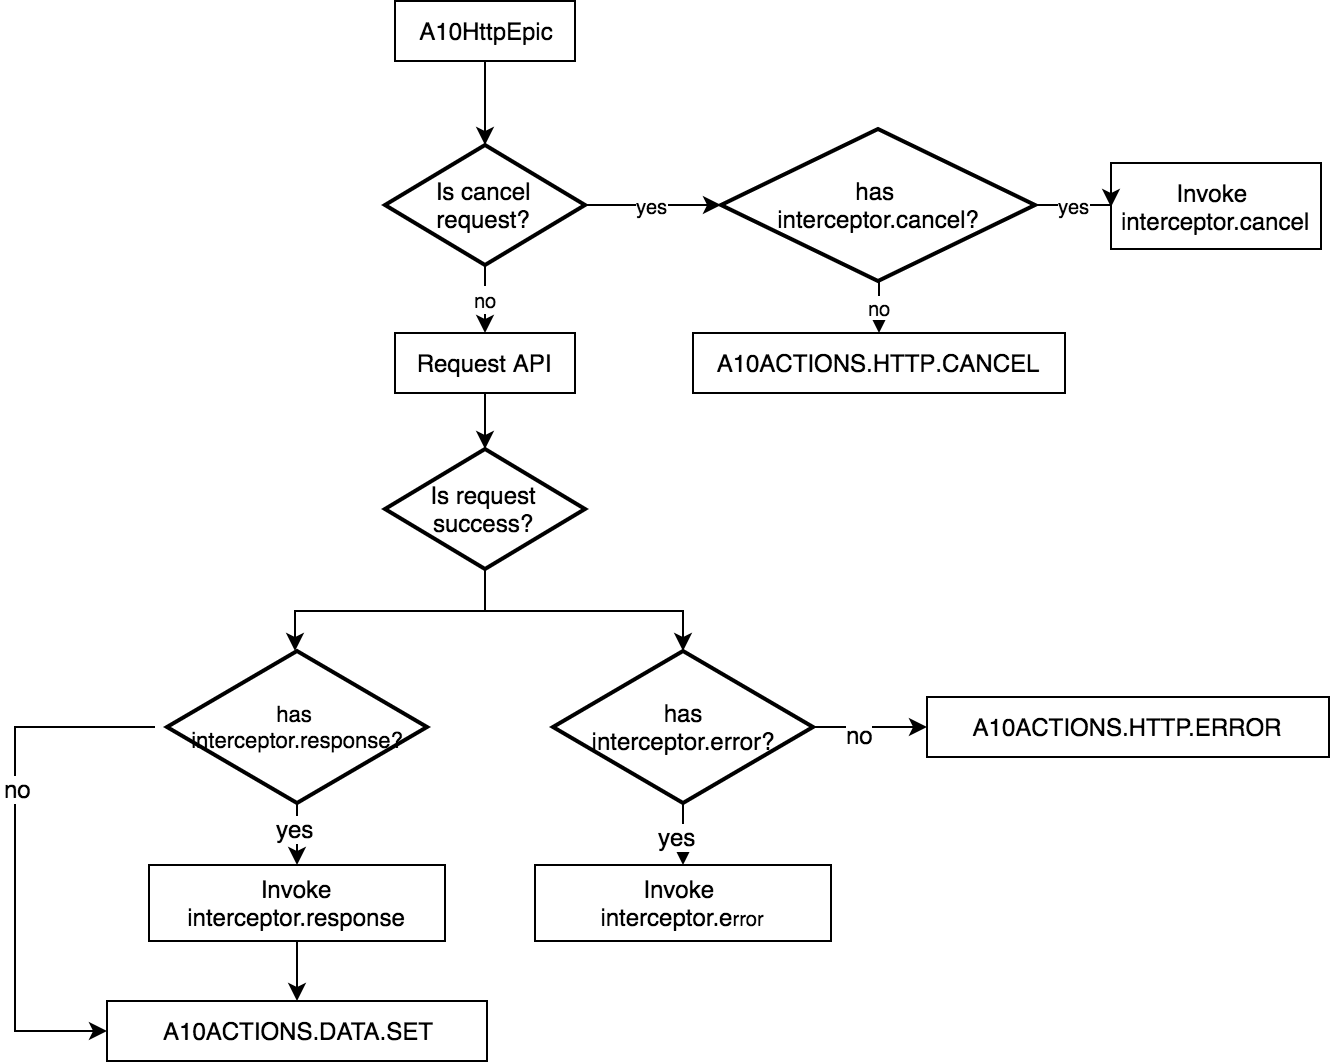 A10HttpEpic
Is cancel
request?
yes
has
interceptor.cancel?
yes
Invoke
interceptor.cancel
no
no
Request API
A10ACTIONS.HTTP.CANCEL
Is request
success?
has
interceptor.response?
has
interceptor.error?
no
A10ACTIONS.HTTP.ERROR
no
yes
yes
Invoke
interceptor.response
Invoke
interceptor.error
A10ACTIONS.DATA.SET